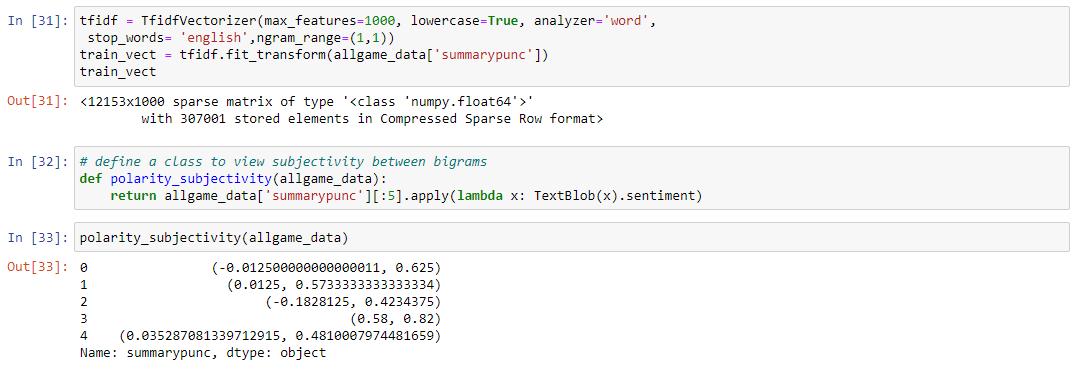 In [31]: tfidf = TfidfVectorizer(max_features=1000, lowercase=True, analyzer='word',
 stop_words= 'english',ngram_range=(1,1))
train_vect = tfidf.fit_transform(allgame_data['summarypunc'])
train_vect
Out[31]: <12153x1000 sparse matrix of type '<class 'numpy.float64'>'
        with 307001 stored elements in Compressed Sparse Row format>
In [32]: # define a class to view subjectivity between bigrams
def polarity_subjectivity(allgame_data):
    return allgame_data['summarypunc'][:5].apply(lambda x: TextBlob(x).sentiment)
In [33]: polarity_subjectivity(allgame_data)
Out[33]: 0                (-0.012500000000000011, 0.625)
1                  (0.0125, 0.5733333333333334)
2                       (-0.1828125, 0.4234375)
3                                  (0.58, 0.82)
4    (0.035287081339712915, 0.4810007974481659)
Name: summarypunc, dtype: object